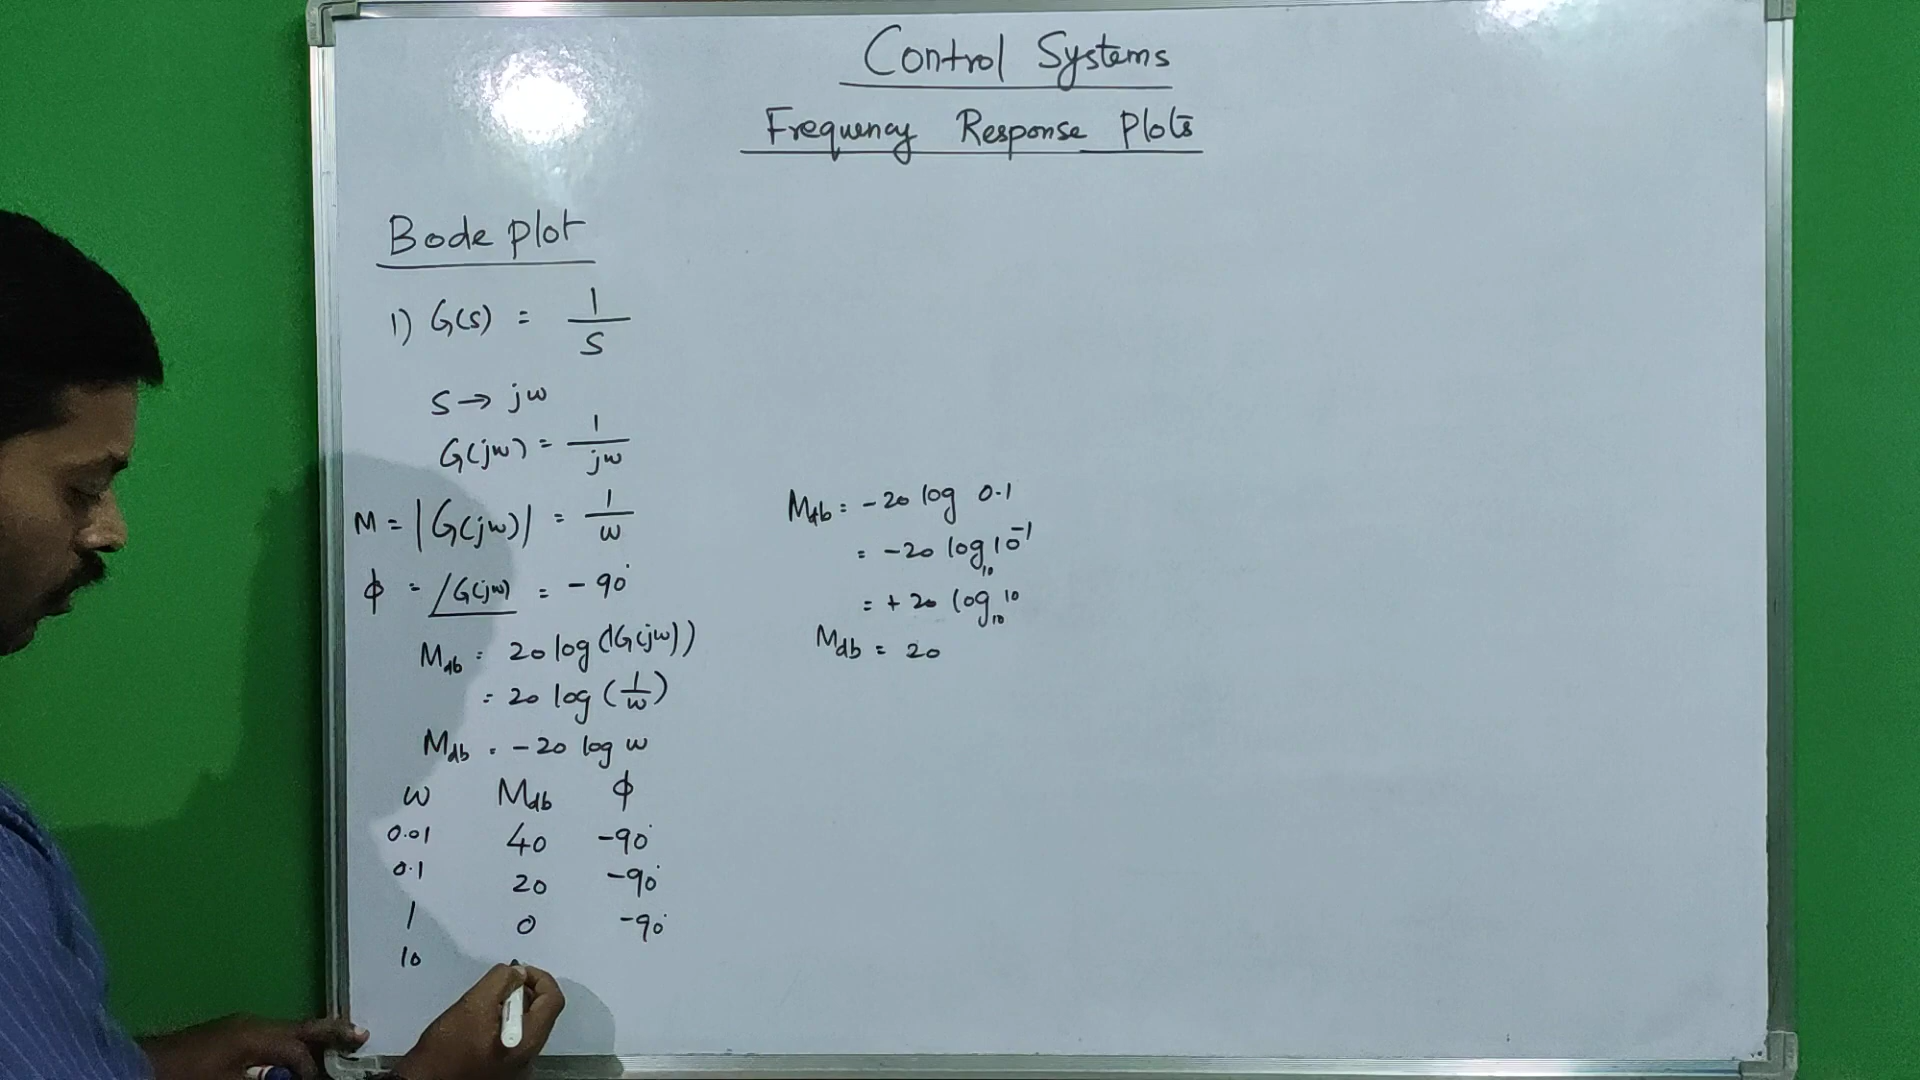 Control Systems
Frequency Response Plots
Bode plot
1) G(s) = 1/s
s → jω
G(jω) = 1/jω
M = |G(jω)| = 1/ω
ϕ = ∠G(jω) = -90°
Mdb = 20 log(|G(jω)|)
= 20 log(1/ω)
Mdb = -20 log ω
ω Mdb ϕ
0.01 40 -90°
0.1 20 -90°
1 0 -90°
10
Mdb = -20 log 0.1
= -20 log₁₀ 10⁻¹
= +20 log₁₀ 10
Mdb = 20